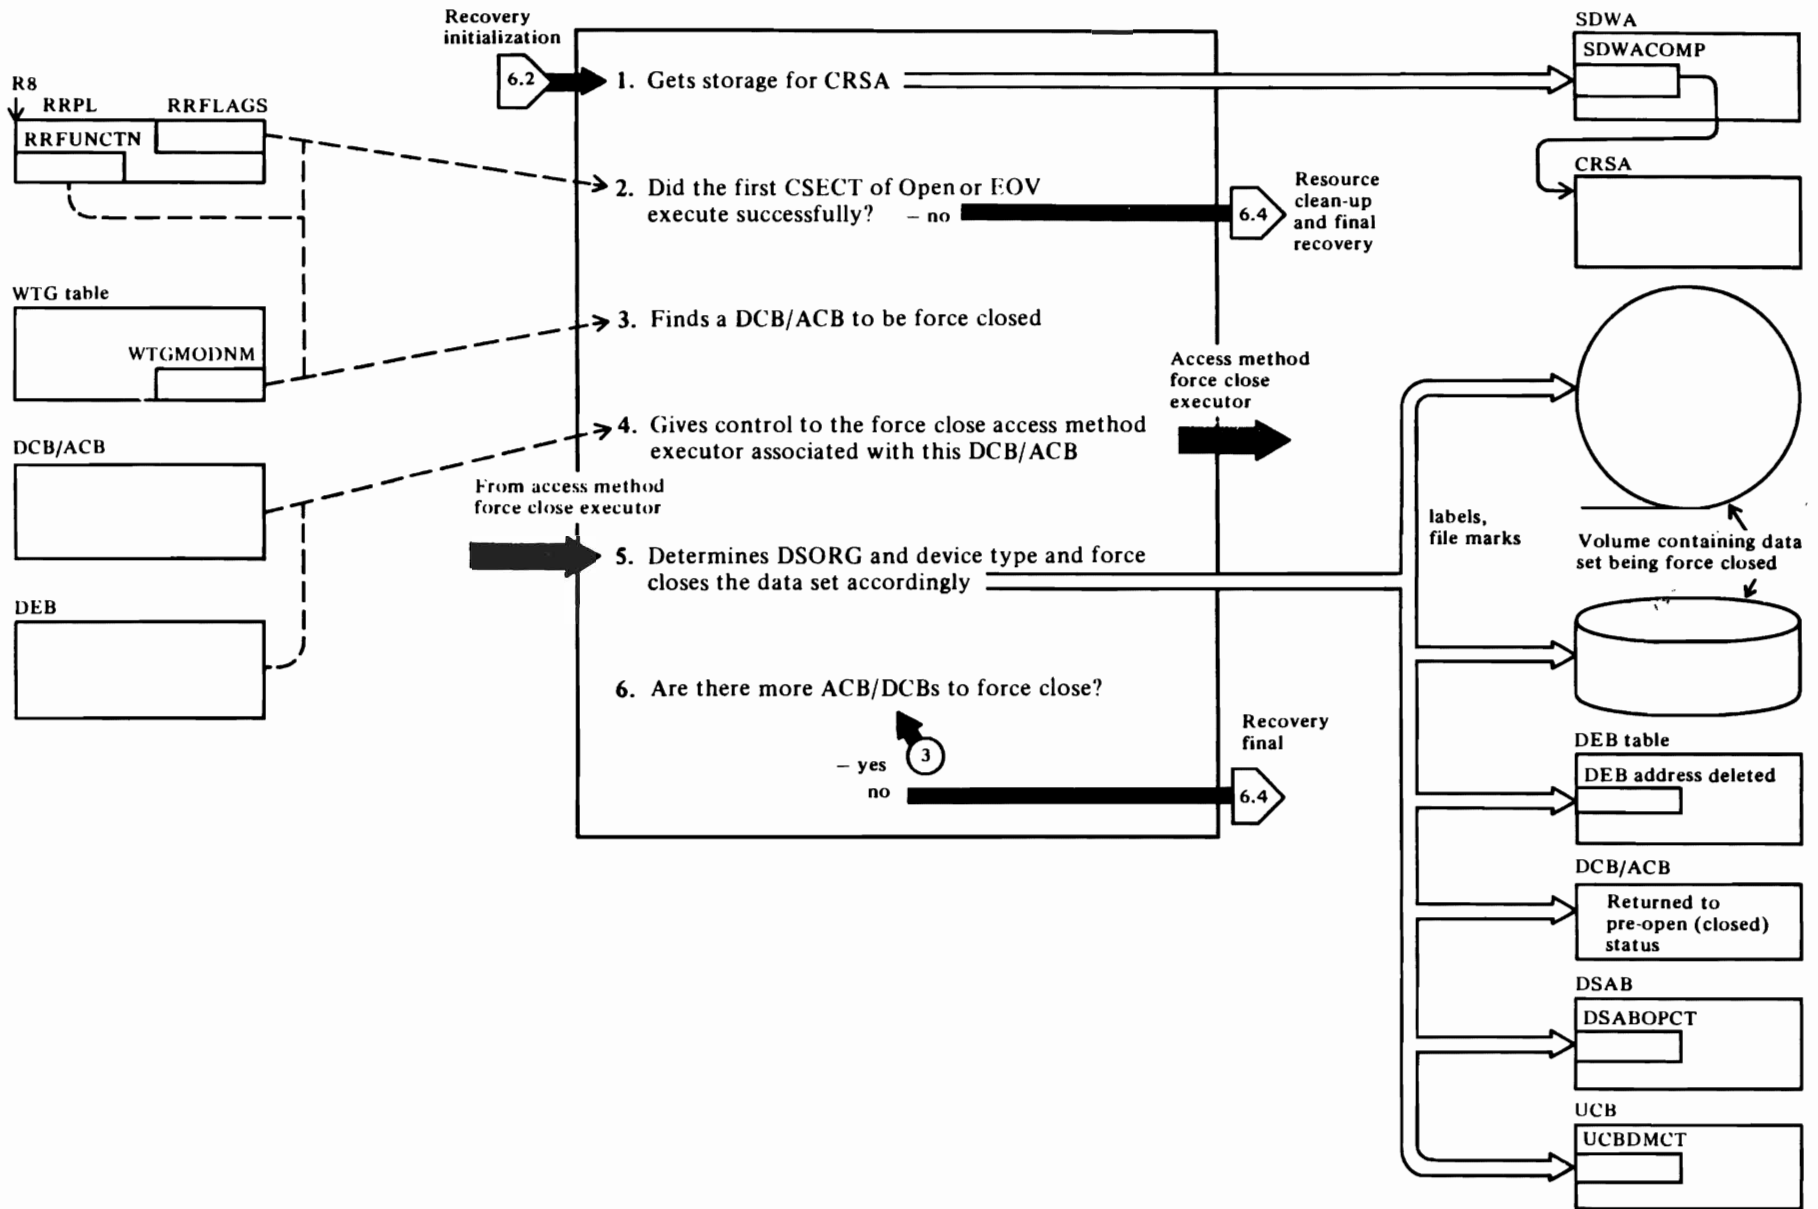 Recovery
initialization
6.2
1. Gets storage for CRSA
SDWA
SDWACOMP
CRSA
R8
RRPL
RRFLAGS
RRFUNCTN
2. Did the first CSECT of Open or EOV
execute successfully? – no
6.4
Resource
clean-up
and final
recovery
WTG table
WTGMODNM
3. Finds a DCB/ACB to be force closed
Access method
force close
executor
4. Gives control to the force close access method
executor associated with this DCB/ACB
DCB/ACB
From access method
force close executor
5. Determines DSORG and device type and force
closes the data set accordingly
labels,
file marks
Volume containing data
set being force closed
DEB
6. Are there more ACB/DCBs to force close?
– yes
3
no
Recovery
final
6.4
DEB table
DEB address deleted
DCB/ACB
Returned to
pre-open (closed)
status
DSAB
DSABOPCT
UCB
UCBDMCT